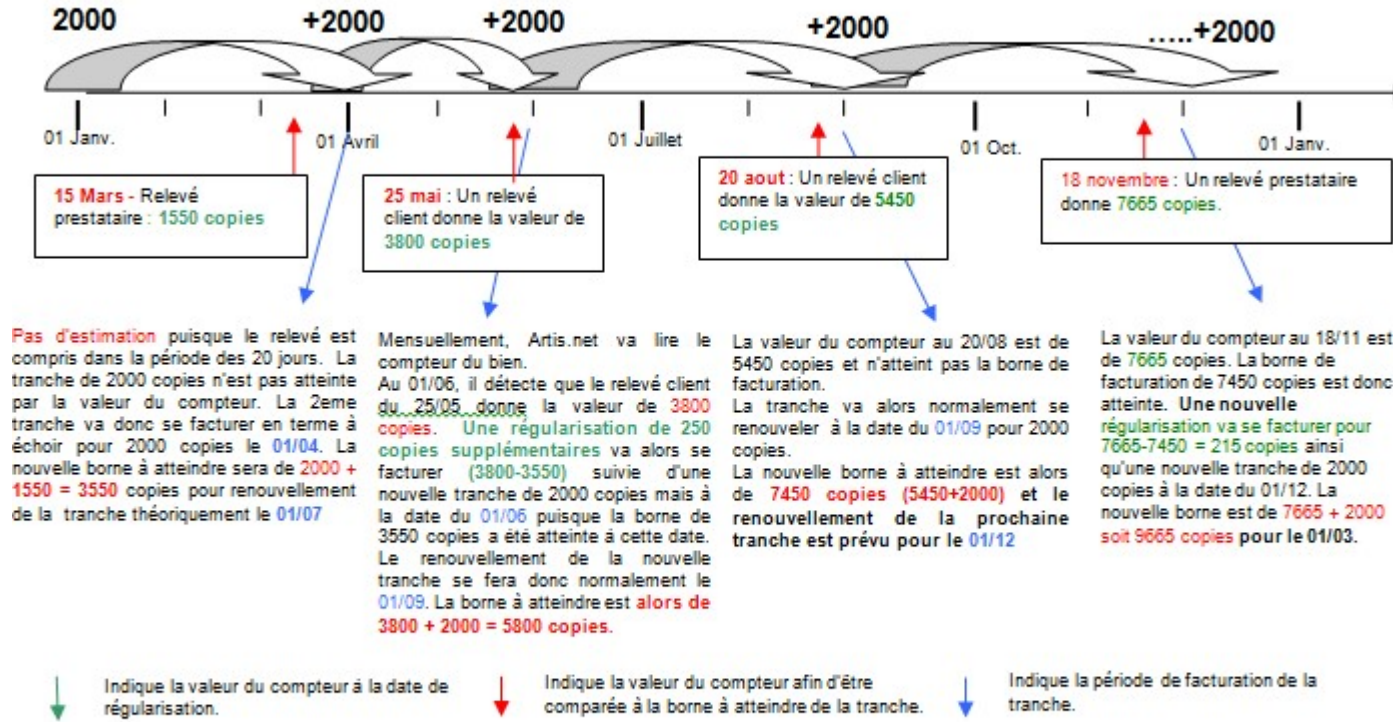 2000 +2000 +2000 +2000 …..+2000
01 Janv. 01 Avril 01 Juillet 01 Oct. 01 Janv.
15 Mars - Relevé
prestataire : 1550 copies
25 mai : Un relevé
client donne la valeur de
3800 copies
20 aout : Un relevé client
donne la valeur de 5450
copies
18 novembre : Un relevé prestataire
donne 7665 copies.
Pas d'estimation puisque le relevé est
compris dans la période des 20 jours. La
tranche de 2000 copies n'est pas atteinte
par la valeur du compteur. La 2eme
tranche va donc se facturer en terme à
échoir pour 2000 copies le 01/04. La
nouvelle borne à atteindre sera de 2000 +
1550 = 3550 copies pour renouvellement
de la tranche théoriquement le 01/07
Mensuellement, Artis.net va lire le
compteur du bien.
Au 01/06, il détecte que le relevé client
du 25/05 donne la valeur de 3800
copies. Une régularisation de 250
copies supplémentaires va alors se
facturer (3800-3550) suivie d'une
nouvelle tranche de 2000 copies mais à
la date du 01/06 puisque la borne de
3550 copies a été atteinte à cette date.
Le renouvellement de la nouvelle
tranche se fera donc normalement le
01/09. La borne à atteindre est alors de
3800 + 2000 = 5800 copies.
La valeur du compteur au 20/08 est de
5450 copies et n'atteint pas la borne de
facturation.
La tranche va alors normalement se
renouveler à la date du 01/09 pour 2000
copies.
La nouvelle borne à atteindre est alors
de 7450 copies (5450+2000) et le
renouvellement de la prochaine
tranche est prévu pour le 01/12
La valeur du compteur au 18/11 est
de 7665 copies. La borne de
facturation de 7450 copies est donc
atteinte. Une nouvelle
régularisation va se facturer pour
7665-7450 = 215 copies ainsi
qu'une nouvelle tranche de 2000
copies à la date du 01/12. La
nouvelle borne est de 7665 + 2000
soit 9665 copies pour le 01/03.
Indique la valeur du compteur à la date de
régularisation.
Indique la valeur du compteur afin d'être
comparée à la borne à atteindre de la tranche.
Indique la période de facturation de la
tranche.